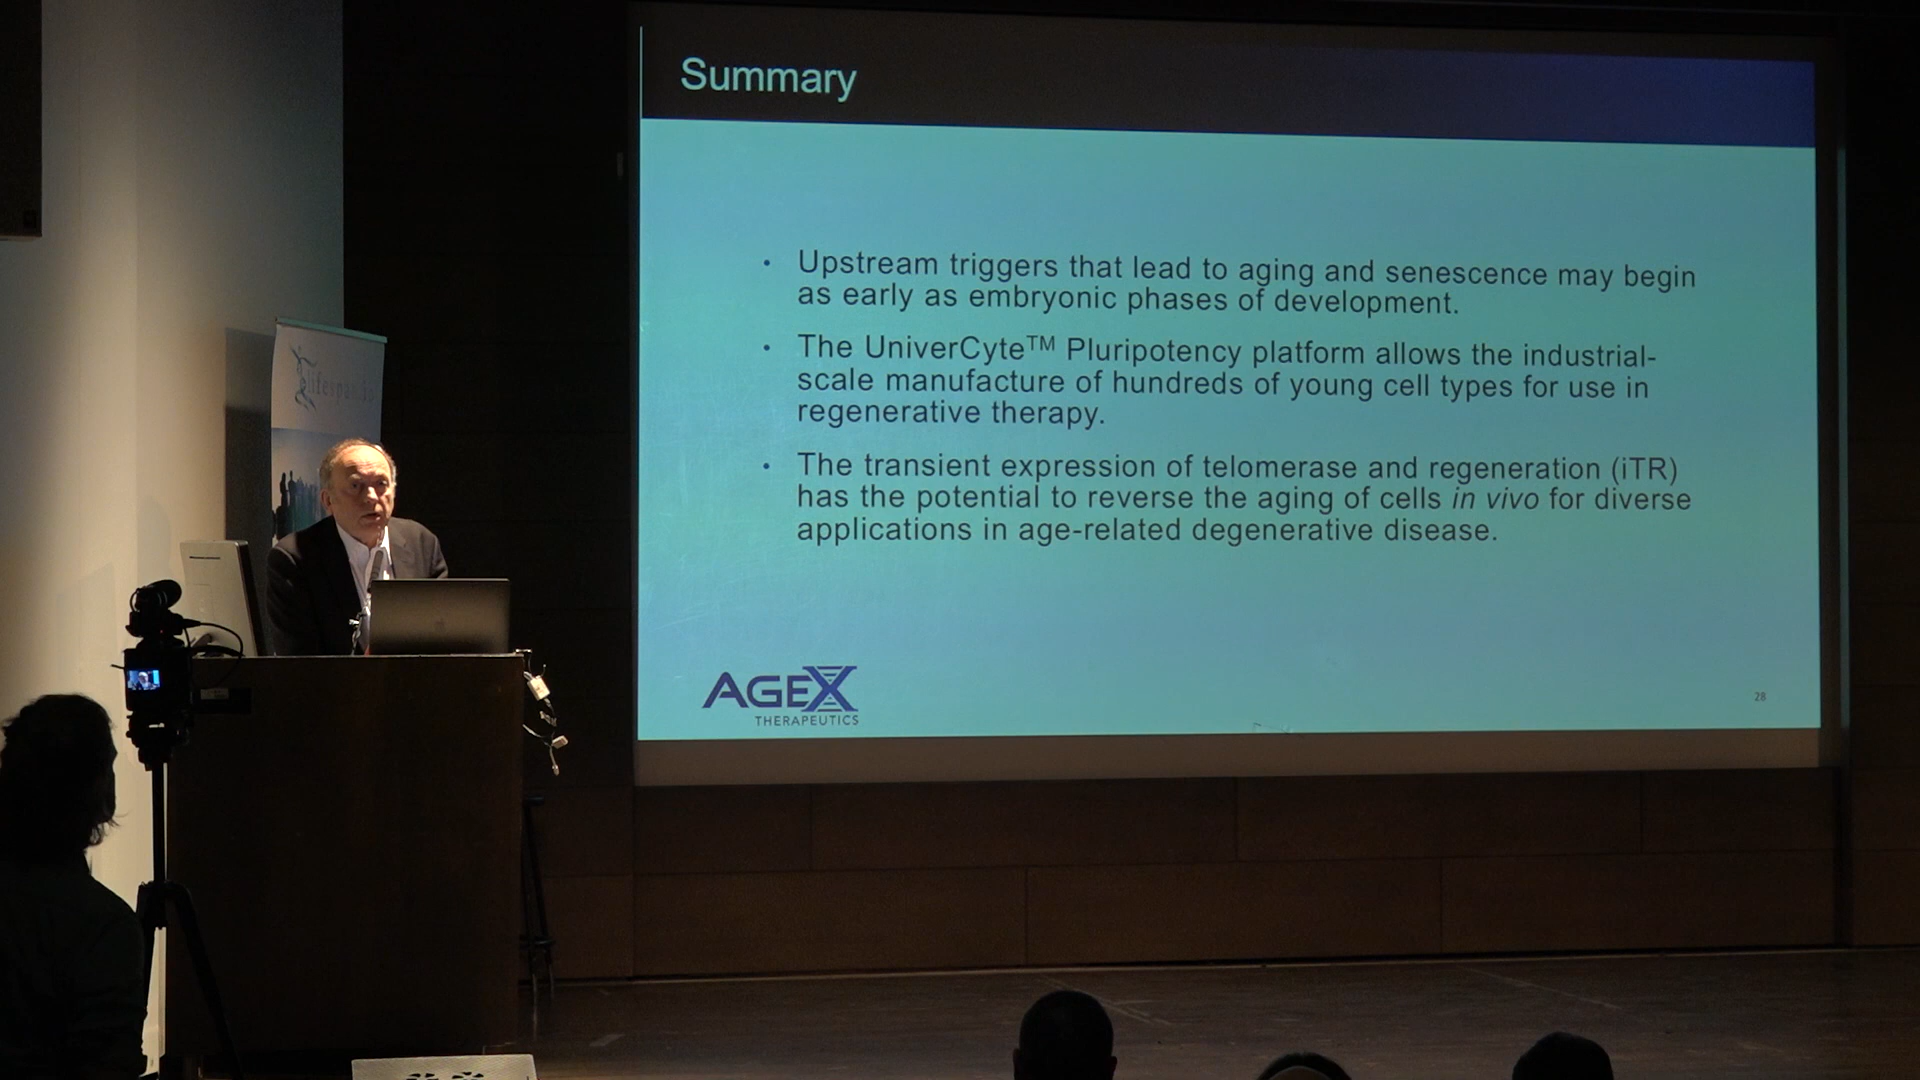 Summary
• Upstream triggers that lead to aging and senescence may begin
as early as embryonic phases of development.
• The UniverCyte™ Pluripotency platform allows the industrial-
scale manufacture of hundreds of young cell types for use in
regenerative therapy.
• The transient expression of telomerase and regeneration (iTR)
has the potential to reverse the aging of cells in vivo for diverse
applications in age-related degenerative disease.
AGEX
THERAPEUTICS
28
lifespan.io